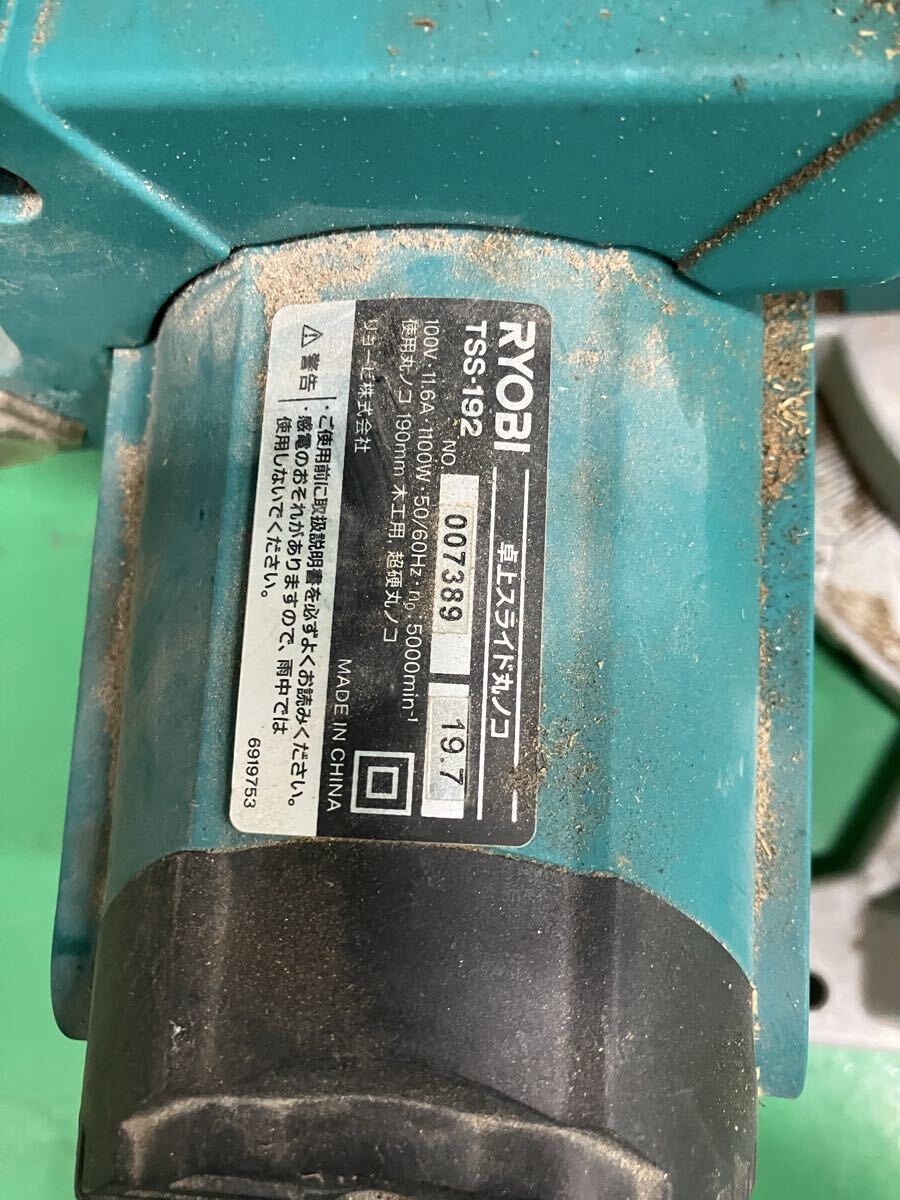 RYOBI 卓上スライド丸ノコ
TSS-192 NO. 007389 19.7
100V・11.6A・1100W・50/60Hz・n₀ 5000min⁻¹
使用丸ノコ 190mm 木工用 超硬丸ノコ
リョービ株式会社 MADE IN CHINA
⚠警告 ・ご使用前に取扱説明書を必ずよくお読みください。
・感電のおそれがありますので、雨中では
使用しないでください。
6919753